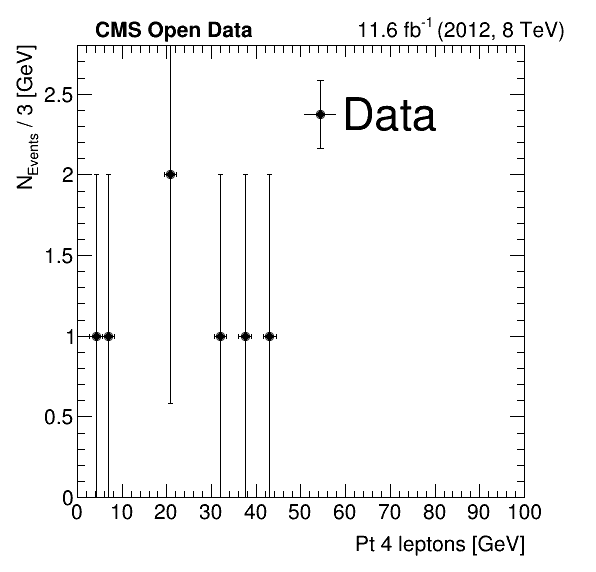 CMS Open Data 11.6 fb⁻¹ (2012, 8 TeV)
N_Events / 3 [GeV]
Data
2.5
2
1.5
1
0.5
0
0 10 20 30 40 50 60 70 80 90 100
Pt 4 leptons [GeV]